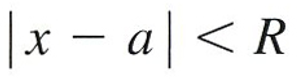 |x − a| < R